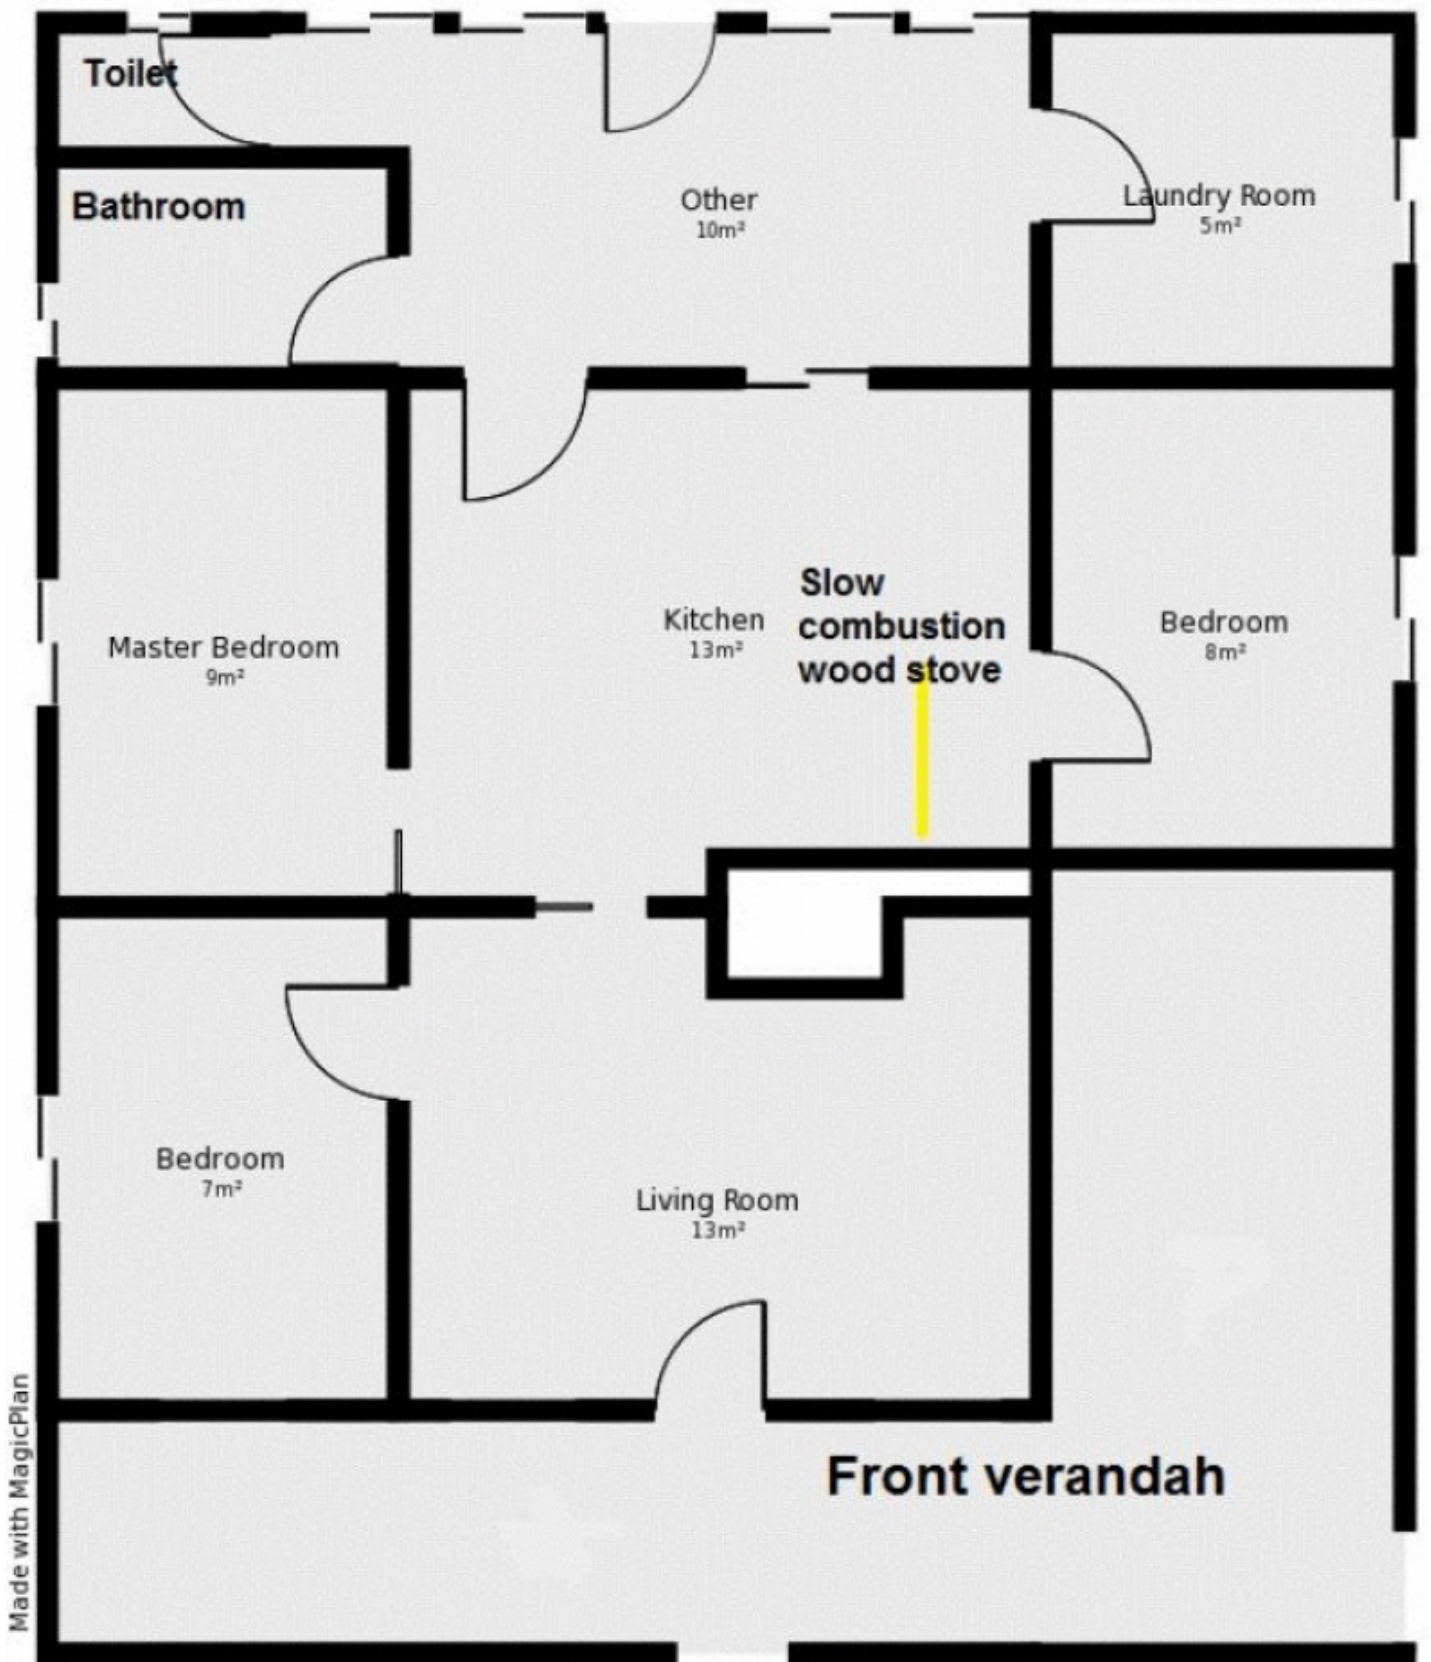 Toilet
Bathroom
Other
10m²
Laundry Room
5m²
Master Bedroom
9m²
Kitchen
13m²
Slow
combustion
wood stove
Bedroom
8m²
Bedroom
7m²
Living Room
13m²
Front verandah
Made with MagicPlan